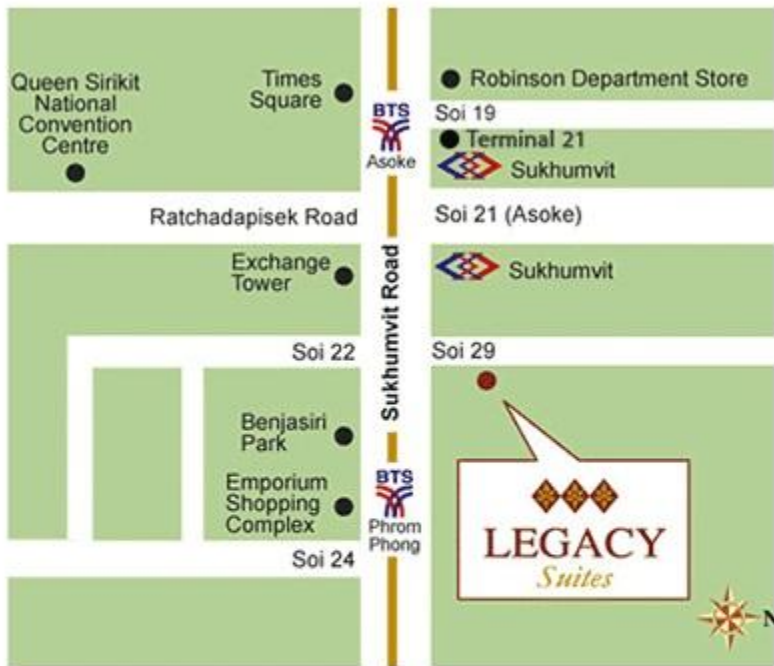 Queen Sirikit
National
Convention
Centre
Times
Square
BTS
Asoke
Robinson Department Store
Soi 19
Terminal 21
Sukhumvit
Ratchadapisek Road
Soi 21 (Asoke)
Exchange
Tower
Sukhumvit
Sukhumvit Road
Soi 22
Soi 29
Benjasiri
Park
Emporium
Shopping
Complex
BTS
Phrom
Phong
Soi 24
LEGACY
Suites
N